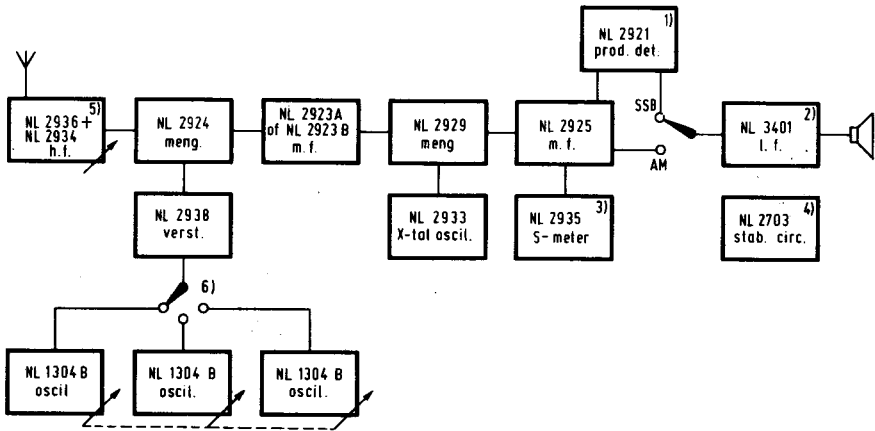 1)
NL 2921
prod. det.
5)
NL 2936 +
NL 2934
h.f.
NL 2924
meng.
NL 2923A
of NL 2923 B
m.f.
NL 2929
meng
NL 2925
m.f.
SSB
AM
2)
NL 3401
l.f.
NL 2938
verst.
NL 2933
X-tal oscil.
3)
NL 2935
S-meter
4)
NL 2703
stab. circ.
6)
NL 1304 B
oscil
NL 1304 B
oscil.
NL 1304 B
oscil.